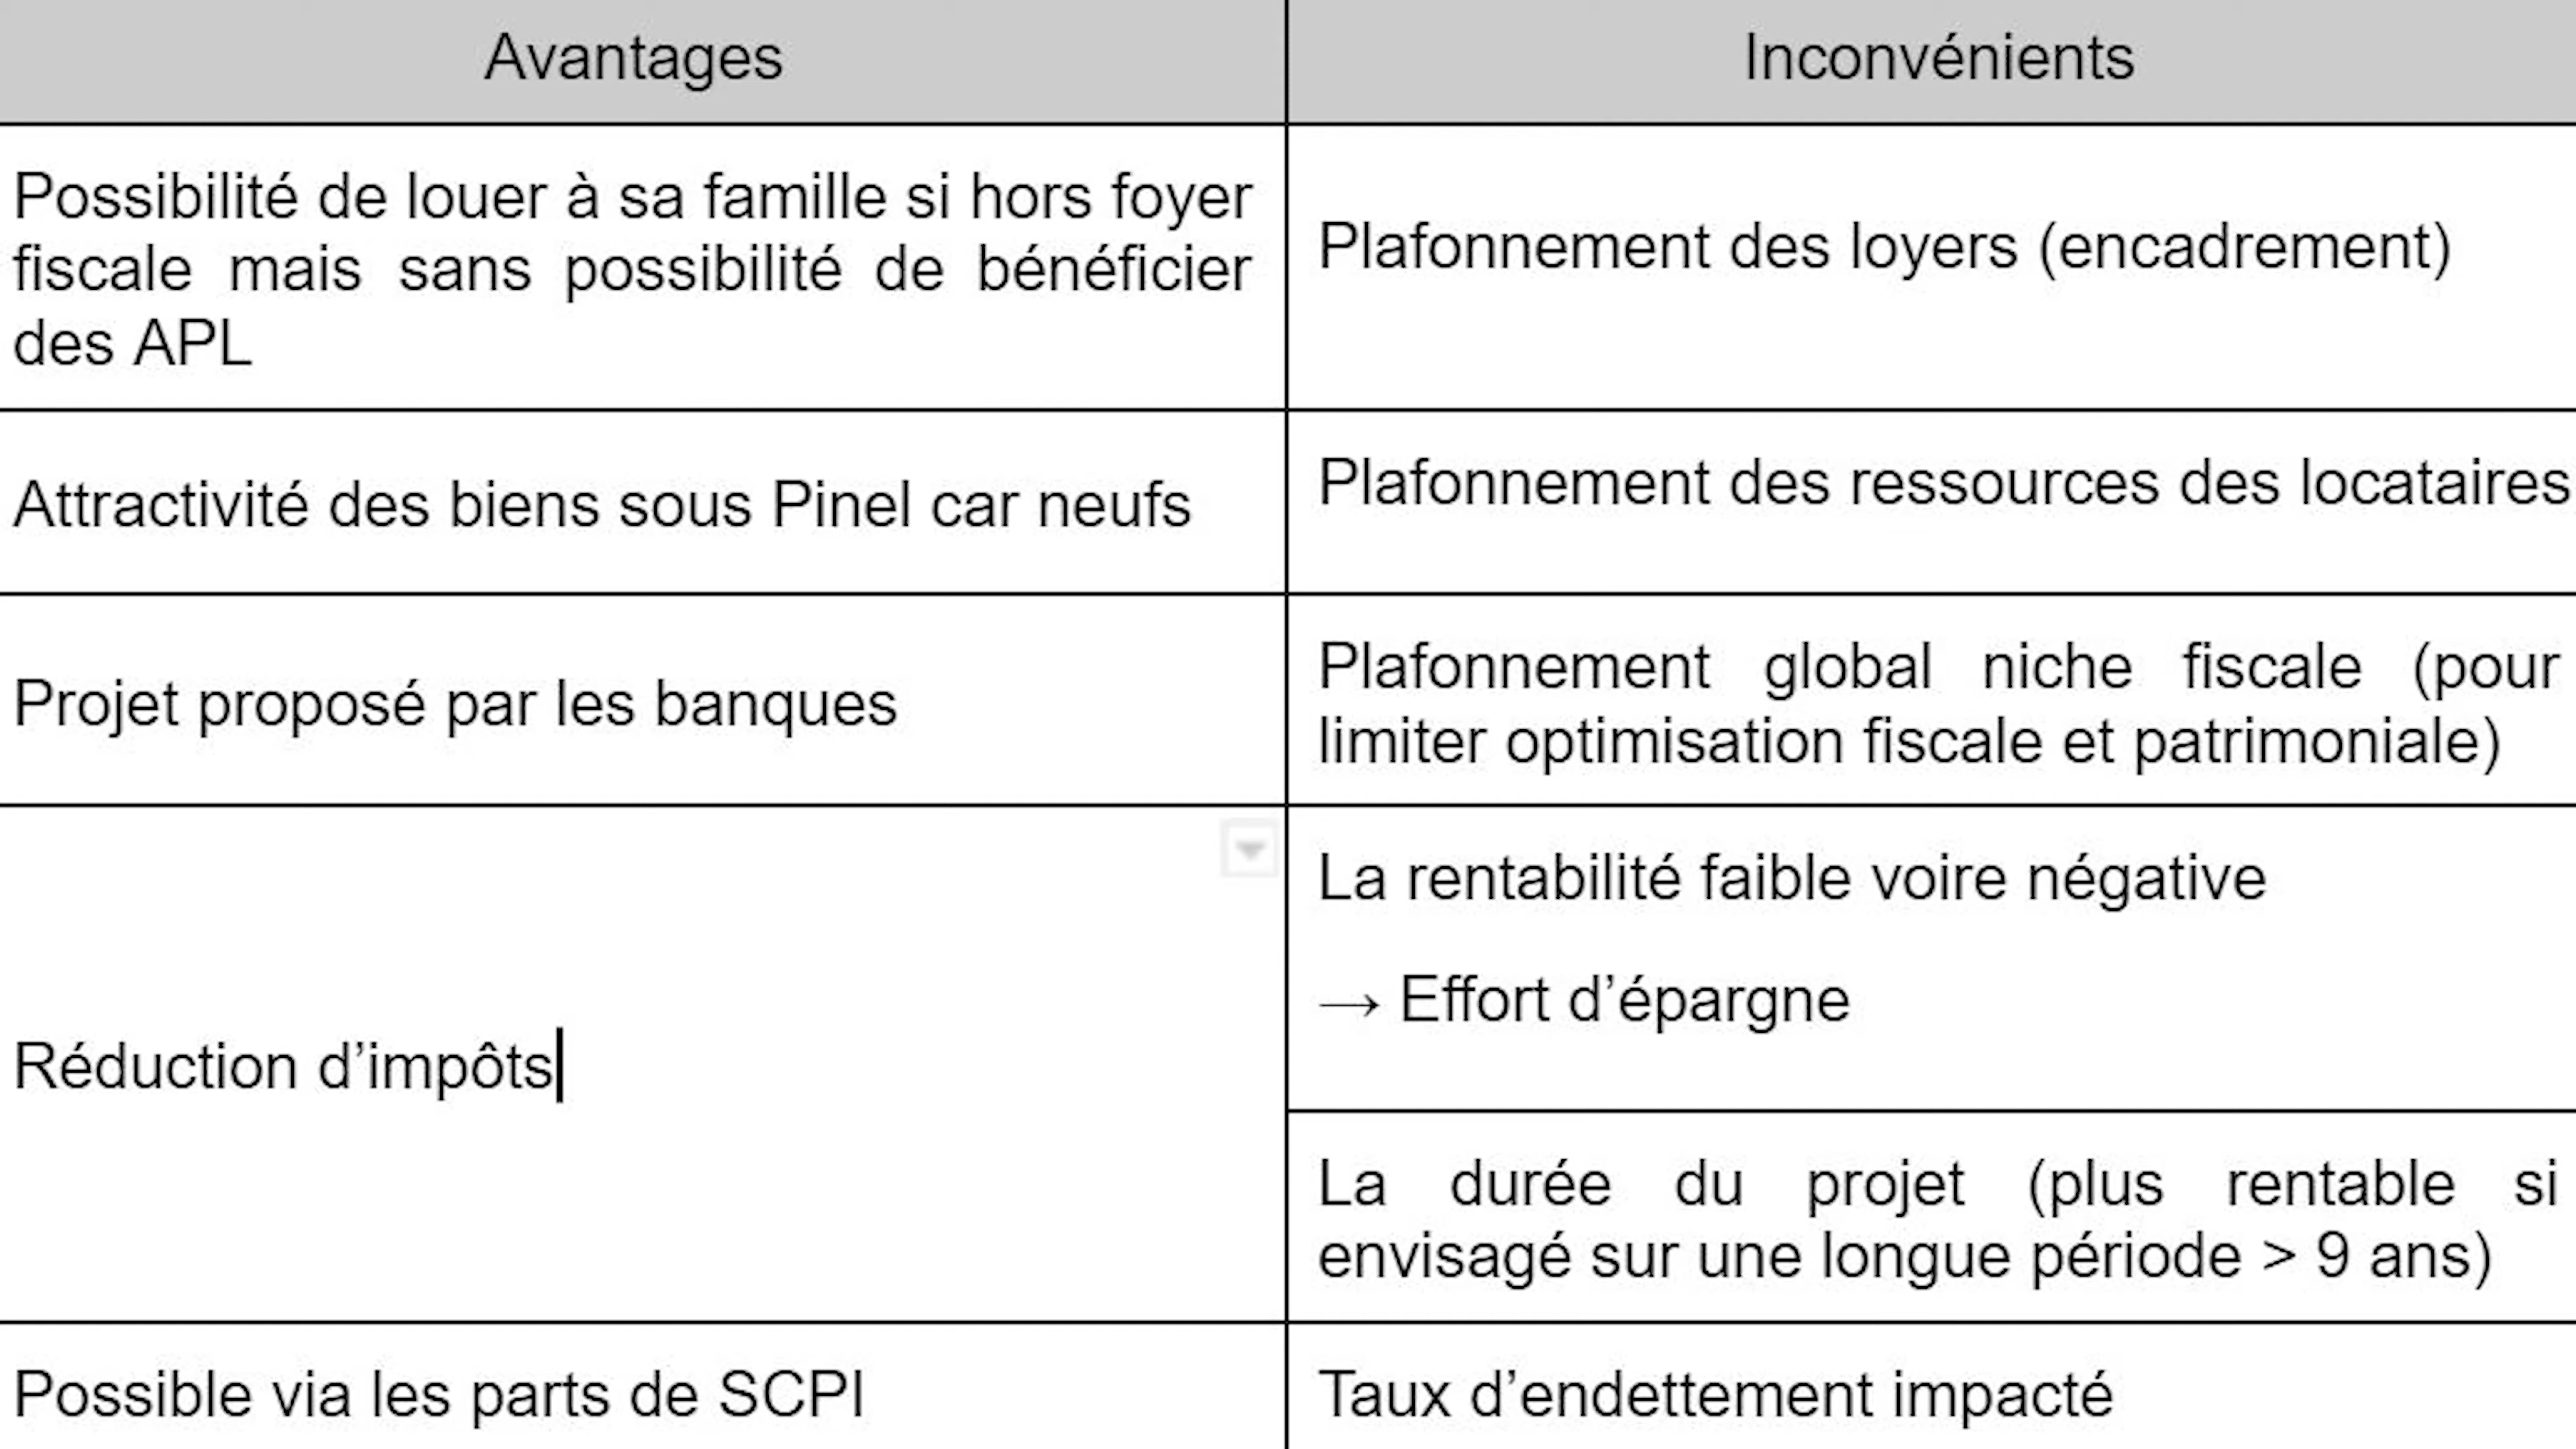 Avantages
Inconvénients
Possibilité de louer à sa famille si hors foyer
fiscale mais sans possibilité de bénéficier
des APL
Plafonnement des loyers (encadrement)
Attractivité des biens sous Pinel car neufs
Plafonnement des ressources des locataires
Projet proposé par les banques
Plafonnement global niche fiscale (pour
limiter optimisation fiscale et patrimoniale)
Réduction d’impôts
La rentabilité faible voire négative
→ Effort d’épargne
La durée du projet (plus rentable si
envisagé sur une longue période > 9 ans)
Possible via les parts de SCPI
Taux d’endettement impacté